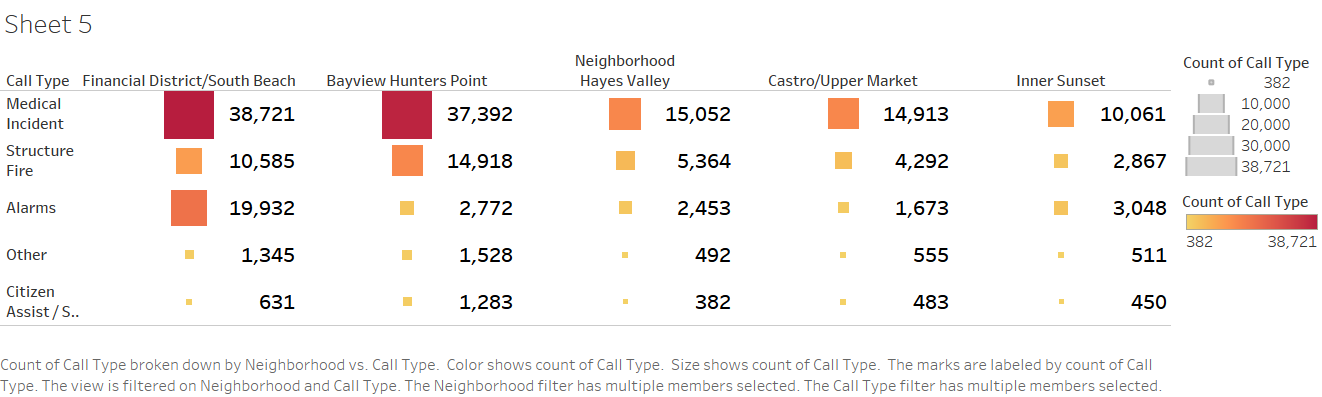 Sheet 5
Neighborhood
Call Type Financial District/South Beach Bayview Hunters Point Hayes Valley Castro/Upper Market Inner Sunset
Medical
Incident 38,721 37,392 15,052 14,913 10,061
Structure
Fire 10,585 14,918 5,364 4,292 2,867
Alarms 19,932 2,772 2,453 1,673 3,048
Other 1,345 1,528 492 555 511
Citizen
Assist / S.. 631 1,283 382 483 450
Count of Call Type
382
10,000
20,000
30,000
38,721
Count of Call Type
382 38,721
Count of Call Type broken down by Neighborhood vs. Call Type.  Color shows count of Call Type.  Size shows count of Call Type.  The marks are labeled by count of Call
Type. The view is filtered on Neighborhood and Call Type. The Neighborhood filter has multiple members selected. The Call Type filter has multiple members selected.